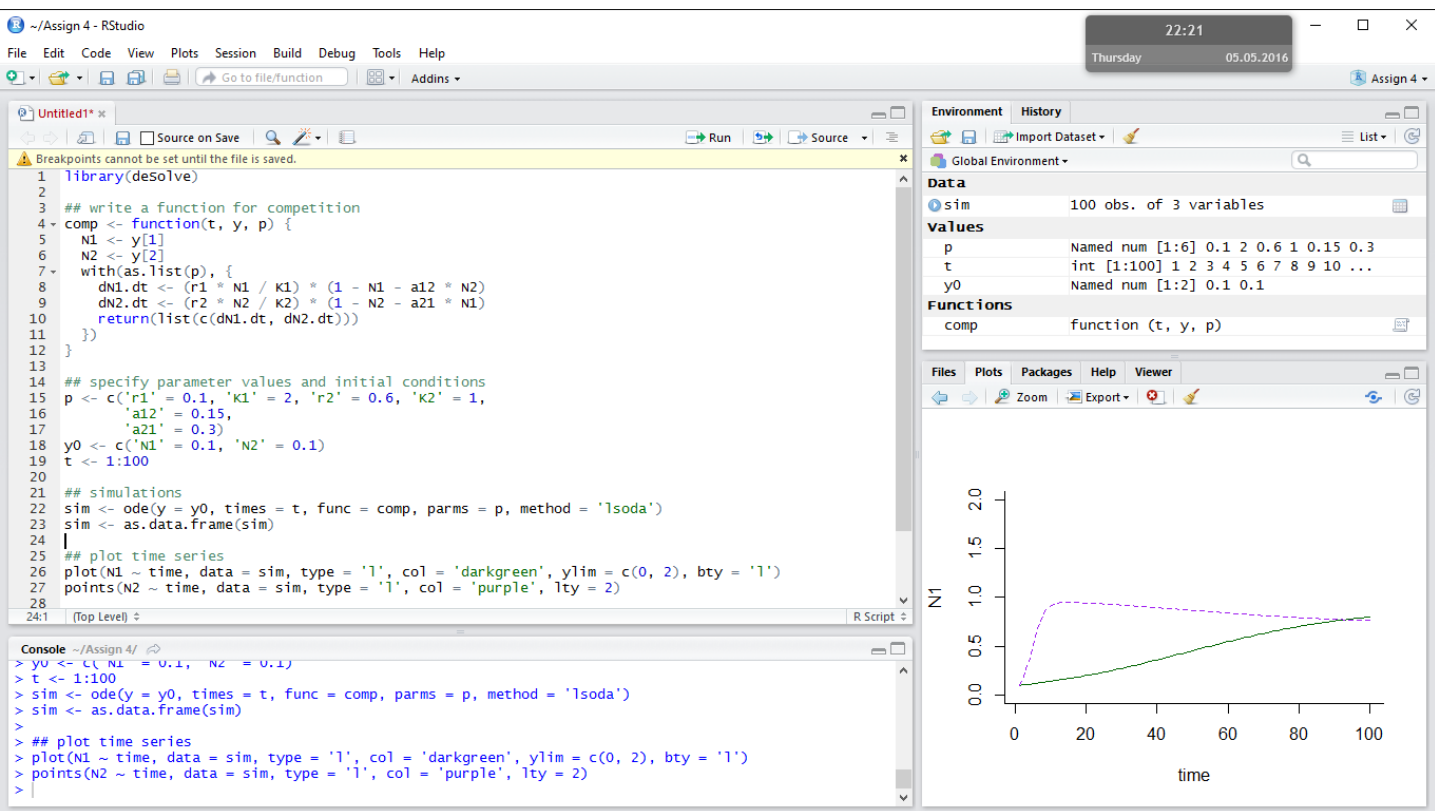 ~/Assign 4 - RStudio
22:21
Thursday 05.05.2016
File Edit Code View Plots Session Build Debug Tools Help
Go to file/function Addins
Assign 4
Untitled1*
Source on Save Run Source
Breakpoints cannot be set until the file is saved.
1 library(deSolve)
2
3 ## write a function for competition
4 comp <- function(t, y, p) {
5 N1 <- y[1]
6 N2 <- y[2]
7 with(as.list(p), {
8 dN1.dt <- (r1 * N1 / K1) * (1 - N1 - a12 * N2)
9 dN2.dt <- (r2 * N2 / K2) * (1 - N2 - a21 * N1)
10 return(list(c(dN1.dt, dN2.dt)))
11 })
12 }
13
14 ## specify parameter values and initial conditions
15 p <- c('r1' = 0.1, 'K1' = 2, 'r2' = 0.6, 'K2' = 1,
16 'a12' = 0.15,
17 'a21' = 0.3)
18 y0 <- c('N1' = 0.1, 'N2' = 0.1)
19 t <- 1:100
20
21 ## simulations
22 sim <- ode(y = y0, times = t, func = comp, parms = p, method = 'lsoda')
23 sim <- as.data.frame(sim)
24
25 ## plot time series
26 plot(N1 ~ time, data = sim, type = 'l', col = 'darkgreen', ylim = c(0, 2), bty = 'l')
27 points(N2 ~ time, data = sim, type = 'l', col = 'purple', lty = 2)
28
24:1 (Top Level) R Script
Console ~/Assign 4/
> y0 <- c('N1' = 0.1, 'N2' = 0.1)
> t <- 1:100
> sim <- ode(y = y0, times = t, func = comp, parms = p, method = 'lsoda')
> sim <- as.data.frame(sim)
>
> ## plot time series
> plot(N1 ~ time, data = sim, type = 'l', col = 'darkgreen', ylim = c(0, 2), bty = 'l')
> points(N2 ~ time, data = sim, type = 'l', col = 'purple', lty = 2)
>
Environment History
Import Dataset List
Global Environment
Data
sim 100 obs. of 3 variables
Values
p Named num [1:6] 0.1 2 0.6 1 0.15 0.3
t int [1:100] 1 2 3 4 5 6 7 8 9 10 ...
y0 Named num [1:2] 0.1 0.1
Functions
comp function (t, y, p)
Files Plots Packages Help Viewer
Zoom Export
2.0
1.5
1.0
0.5
0.0
N1
0 20 40 60 80 100
time